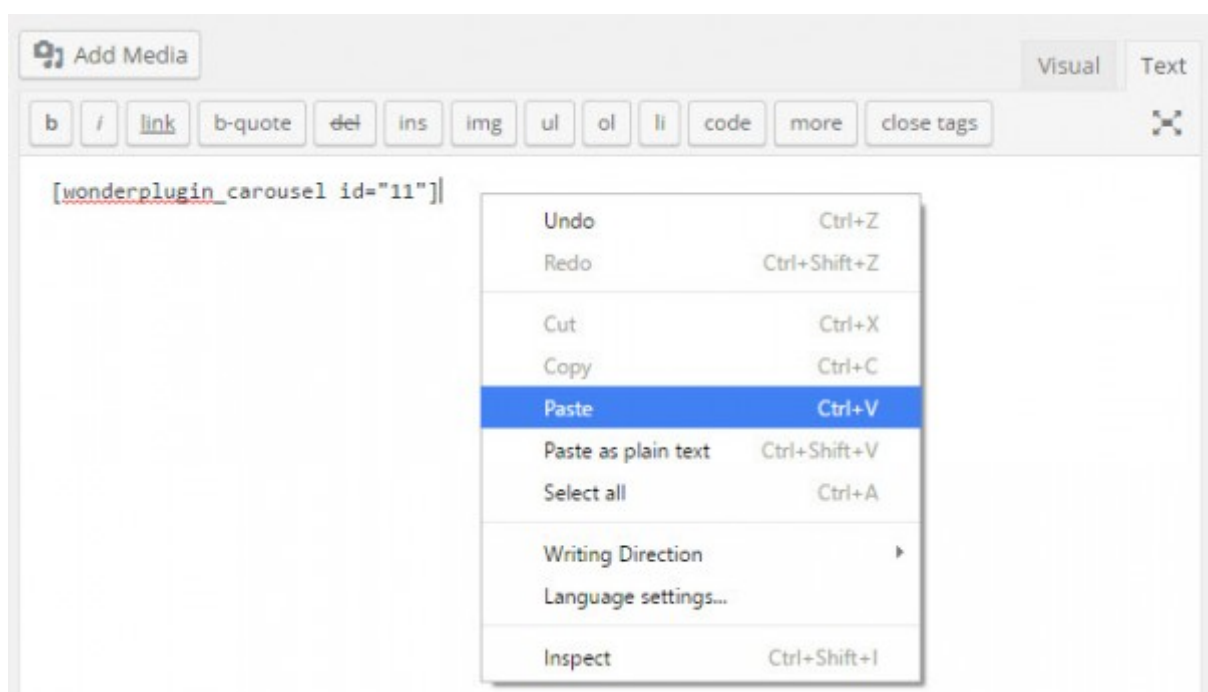 Add Media
Visual Text
b i link b-quote del ins img ul ol li code more close tags
[wonderplugin_carousel id="11"]
Undo Ctrl+Z
Redo Ctrl+Shift+Z
Cut Ctrl+X
Copy Ctrl+C
Paste Ctrl+V
Paste as plain text Ctrl+Shift+V
Select all Ctrl+A
Writing Direction
Language settings...
Inspect Ctrl+Shift+I